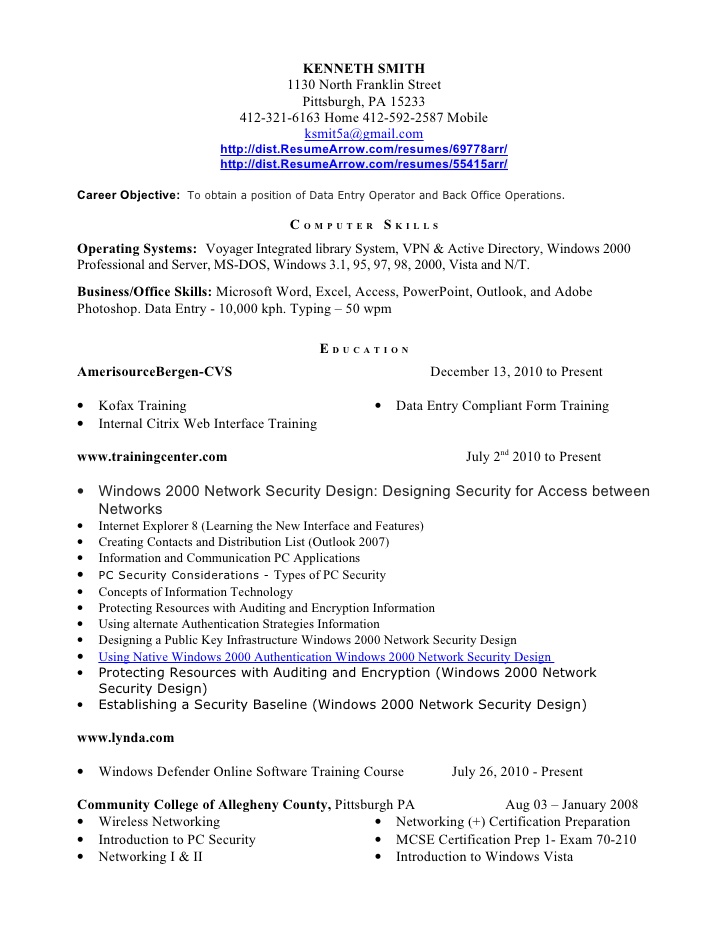 KENNETH SMITH
1130 North Franklin Street
Pittsburgh, PA 15233
412-321-6163 Home 412-592-2587 Mobile
ksmit5a@gmail.com
http://dist.ResumeArrow.com/resumes/69778arr/
http://dist.ResumeArrow.com/resumes/55415arr/
Career Objective: To obtain a position of Data Entry Operator and Back Office Operations.
COMPUTER SKILLS
Operating Systems: Voyager Integrated library System, VPN & Active Directory, Windows 2000
Professional and Server, MS-DOS, Windows 3.1, 95, 97, 98, 2000, Vista and N/T.
Business/Office Skills: Microsoft Word, Excel, Access, PowerPoint, Outlook, and Adobe
Photoshop. Data Entry - 10,000 kph. Typing – 50 wpm
EDUCATION
AmerisourceBergen-CVS December 13, 2010 to Present
• Kofax Training • Data Entry Compliant Form Training
• Internal Citrix Web Interface Training
www.trainingcenter.com July 2nd 2010 to Present
• Windows 2000 Network Security Design: Designing Security for Access between
Networks
• Internet Explorer 8 (Learning the New Interface and Features)
• Creating Contacts and Distribution List (Outlook 2007)
• Information and Communication PC Applications
• PC Security Considerations - Types of PC Security
• Concepts of Information Technology
• Protecting Resources with Auditing and Encryption Information
• Using alternate Authentication Strategies Information
• Designing a Public Key Infrastructure Windows 2000 Network Security Design
• Using Native Windows 2000 Authentication Windows 2000 Network Security Design
• Protecting Resources with Auditing and Encryption (Windows 2000 Network
Security Design)
• Establishing a Security Baseline (Windows 2000 Network Security Design)
www.lynda.com
• Windows Defender Online Software Training Course July 26, 2010 - Present
Community College of Allegheny County, Pittsburgh PA Aug 03 – January 2008
• Wireless Networking • Networking (+) Certification Preparation
• Introduction to PC Security • MCSE Certification Prep 1- Exam 70-210
• Networking I & II • Introduction to Windows Vista